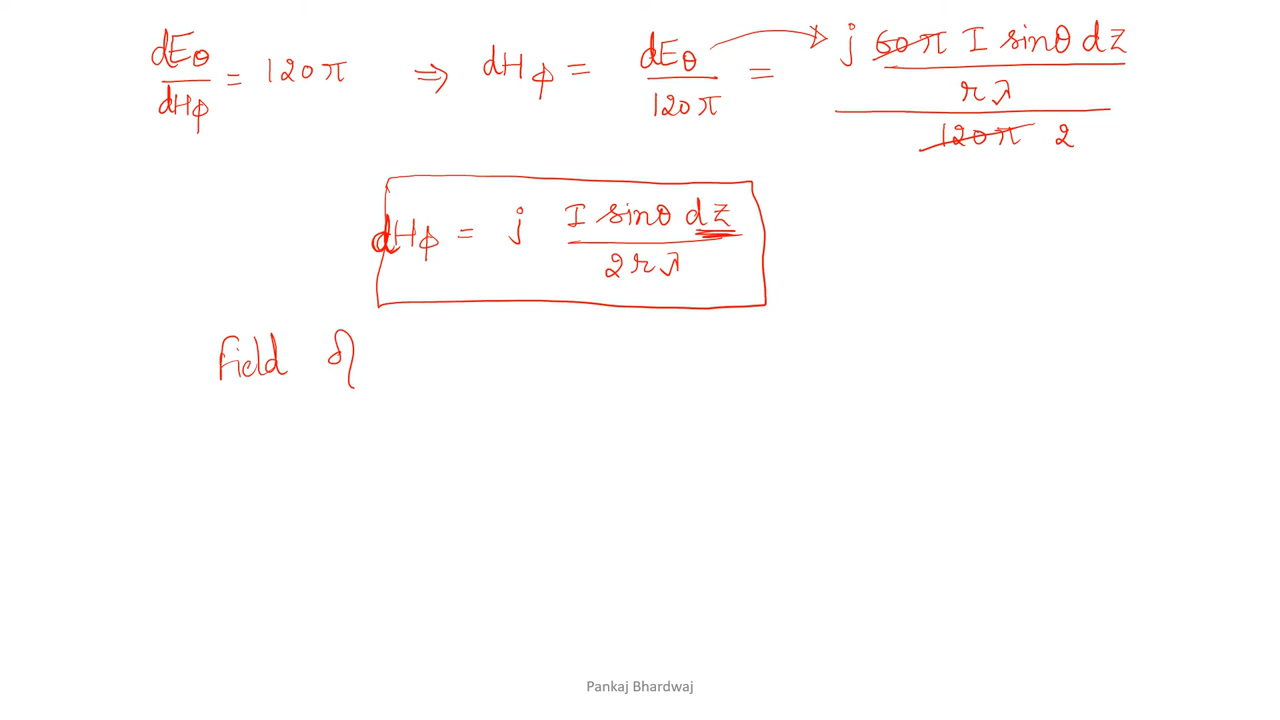 dEθ/dHφ = 120π ⇒ dHφ = dEθ/120π = (j 60π I sinθ dz / rλ) / 120π 2
dHφ = j I sinθ dz / 2rλ
Field of
Pankaj Bhardwaj